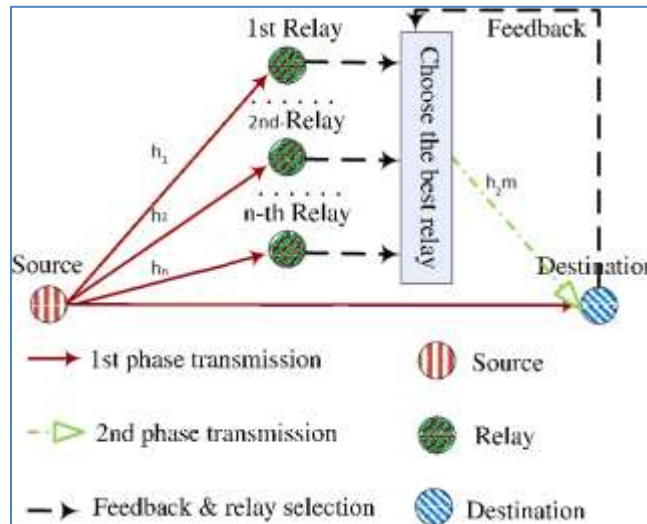 1st Relay
Feedback
Choose the best relay
2nd-Relay
h₁
h₂
h₂m
n-th Relay
hₙ
Source
Destination
1st phase transmission
Source
2nd phase transmission
Relay
Feedback & relay selection
Destination